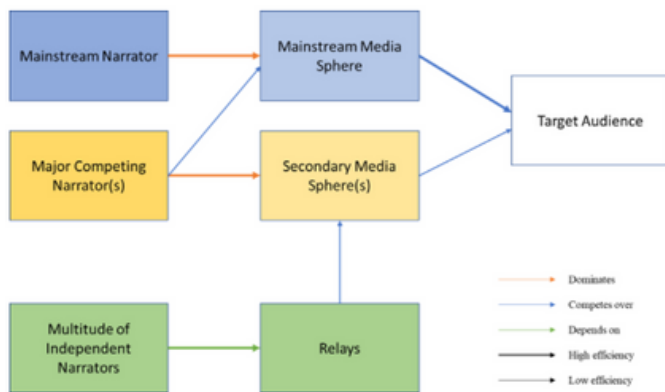 Mainstream Narrator
Mainstream Media
Sphere
Target Audience
Major Competing
Narrator(s)
Secondary Media
Sphere(s)
Multitude of
Independent
Narrators
Relays
Dominates
Competes over
Depends on
High efficiency
Low efficiency